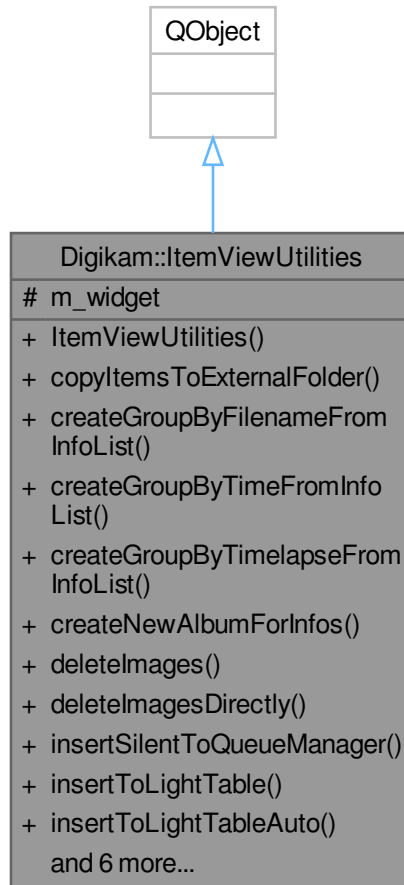 QObject
Digikam::ItemViewUtilities
# m_widget
+ ItemViewUtilities()
+ copyItemsToExternalFolder()
+ createGroupByFilenameFrom
InfoList()
+ createGroupByTimeFromInfo
List()
+ createGroupByTimelapseFrom
InfoList()
+ createNewAlbumForInfos()
+ deleteImages()
+ deleteImagesDirectly()
+ insertSilentToQueueManager()
+ insertToLightTable()
+ insertToLightTableAuto()
and 6 more...